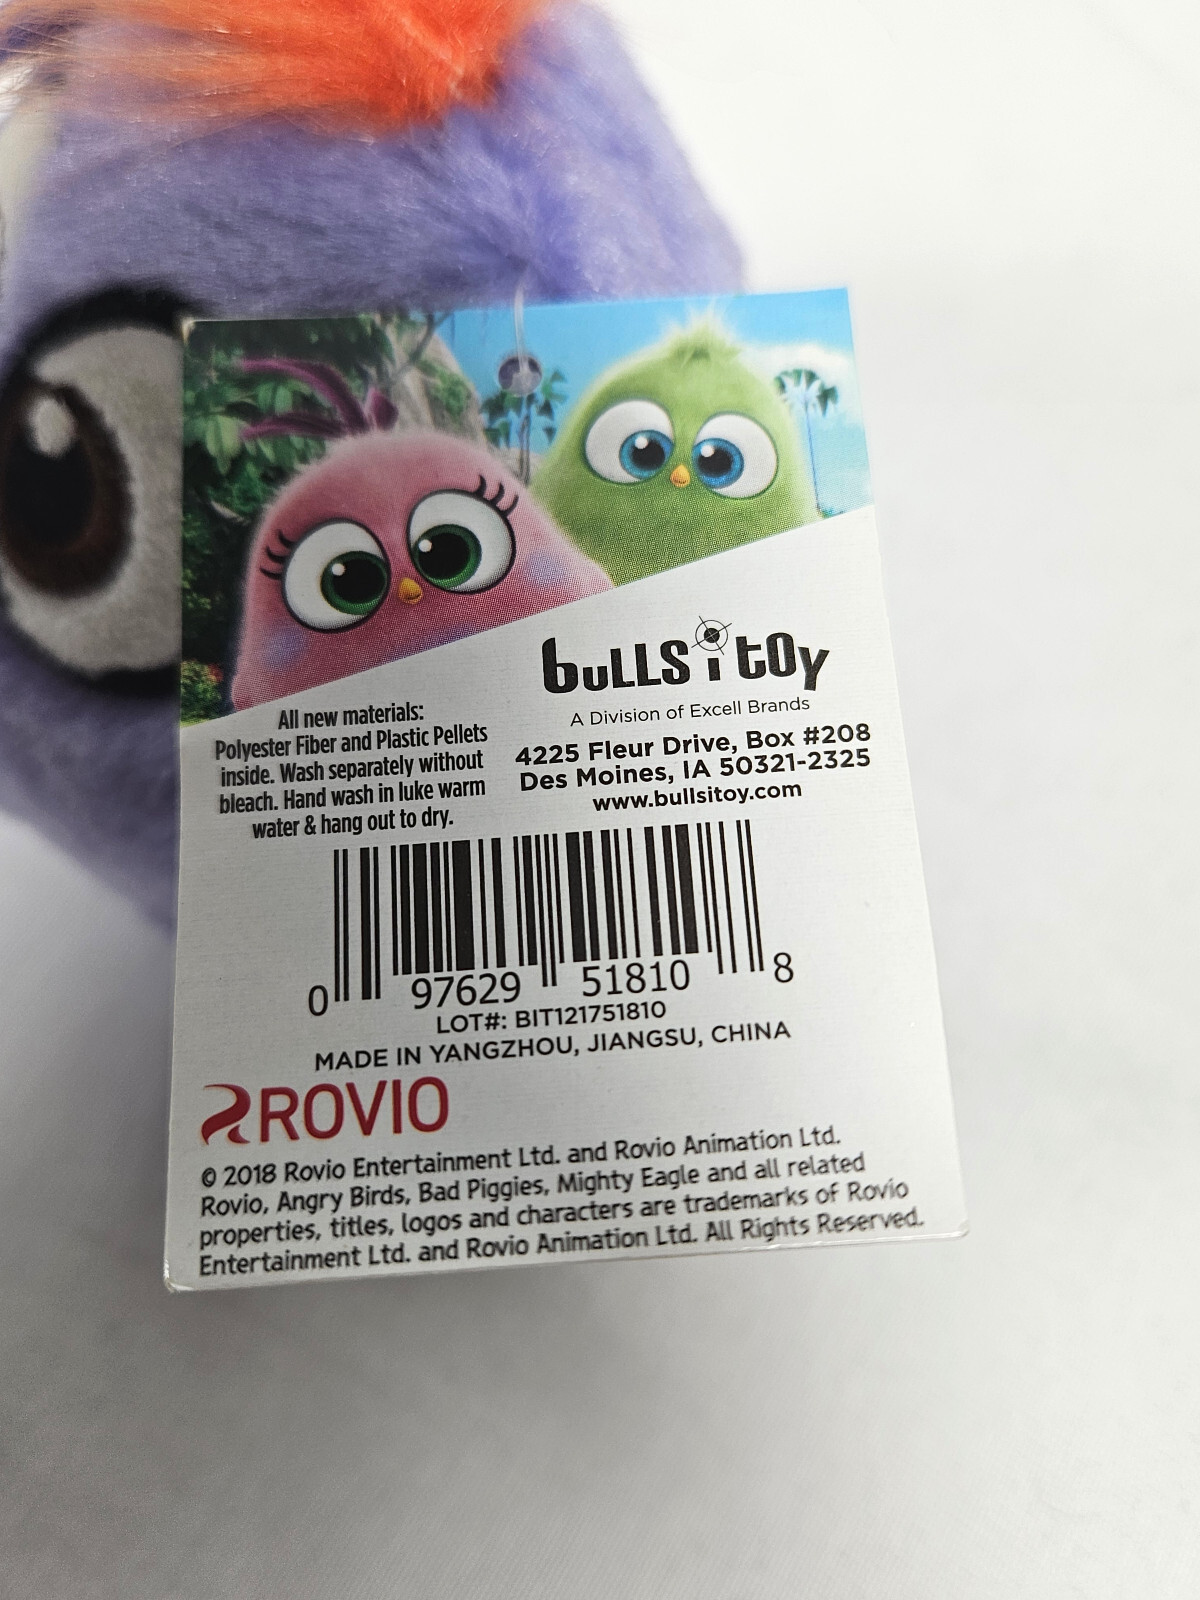 bullsitoy
A Division of Excell Brands
4225 Fleur Drive, Box #208
Des Moines, IA 50321-2325
www.bullsitoy.com
All new materials:
Polyester Fiber and Plastic Pellets
inside. Wash separately without
bleach. Hand wash in luke warm
water & hang out to dry.
0 97629 51810 8
LOT#: BIT121751810
MADE IN YANGZHOU, JIANGSU, CHINA
ROVIO
© 2018 Rovio Entertainment Ltd. and Rovio Animation Ltd.
Rovio, Angry Birds, Bad Piggies, Mighty Eagle and all related
properties, titles, logos and characters are trademarks of Rovio
Entertainment Ltd. and Rovio Animation Ltd. All Rights Reserved.